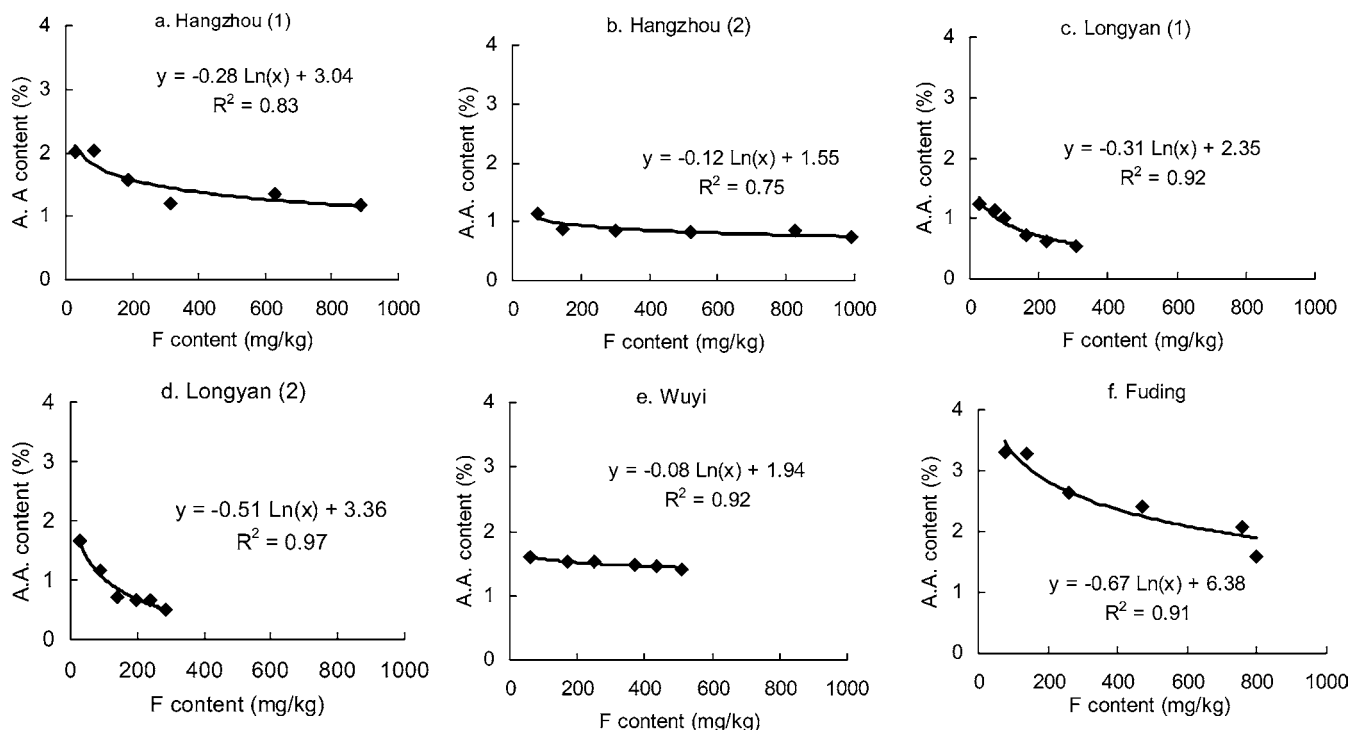 a. Hangzhou (1)
y = -0.28 Ln(x) + 3.04
R² = 0.83
A. A content (%)
4
3
2
1
0
0 200 400 600 800 1000
F content (mg/kg)
b. Hangzhou (2)
y = -0.12 Ln(x) + 1.55
R² = 0.75
A.A. content (%)
4
3
2
1
0
0 200 400 600 800 1000
F content (mg/kg)
c. Longyan (1)
y = -0.31 Ln(x) + 2.35
R² = 0.92
A.A. content (%)
4
3
2
1
0
0 200 400 600 800 1000
F content (mg/kg)
d. Longyan (2)
y = -0.51 Ln(x) + 3.36
R² = 0.97
A.A. content (%)
4
3
2
1
0
0 200 400 600 800 1000
F content (mg/kg)
e. Wuyi
y = -0.08 Ln(x) + 1.94
R² = 0.92
A.A. content (%)
4
3
2
1
0
0 200 400 600 800 1000
F content (mg/kg)
f. Fuding
y = -0.67 Ln(x) + 6.38
R² = 0.91
A.A. content (%)
4
3
2
1
0
0 200 400 600 800 1000
F content (mg/kg)